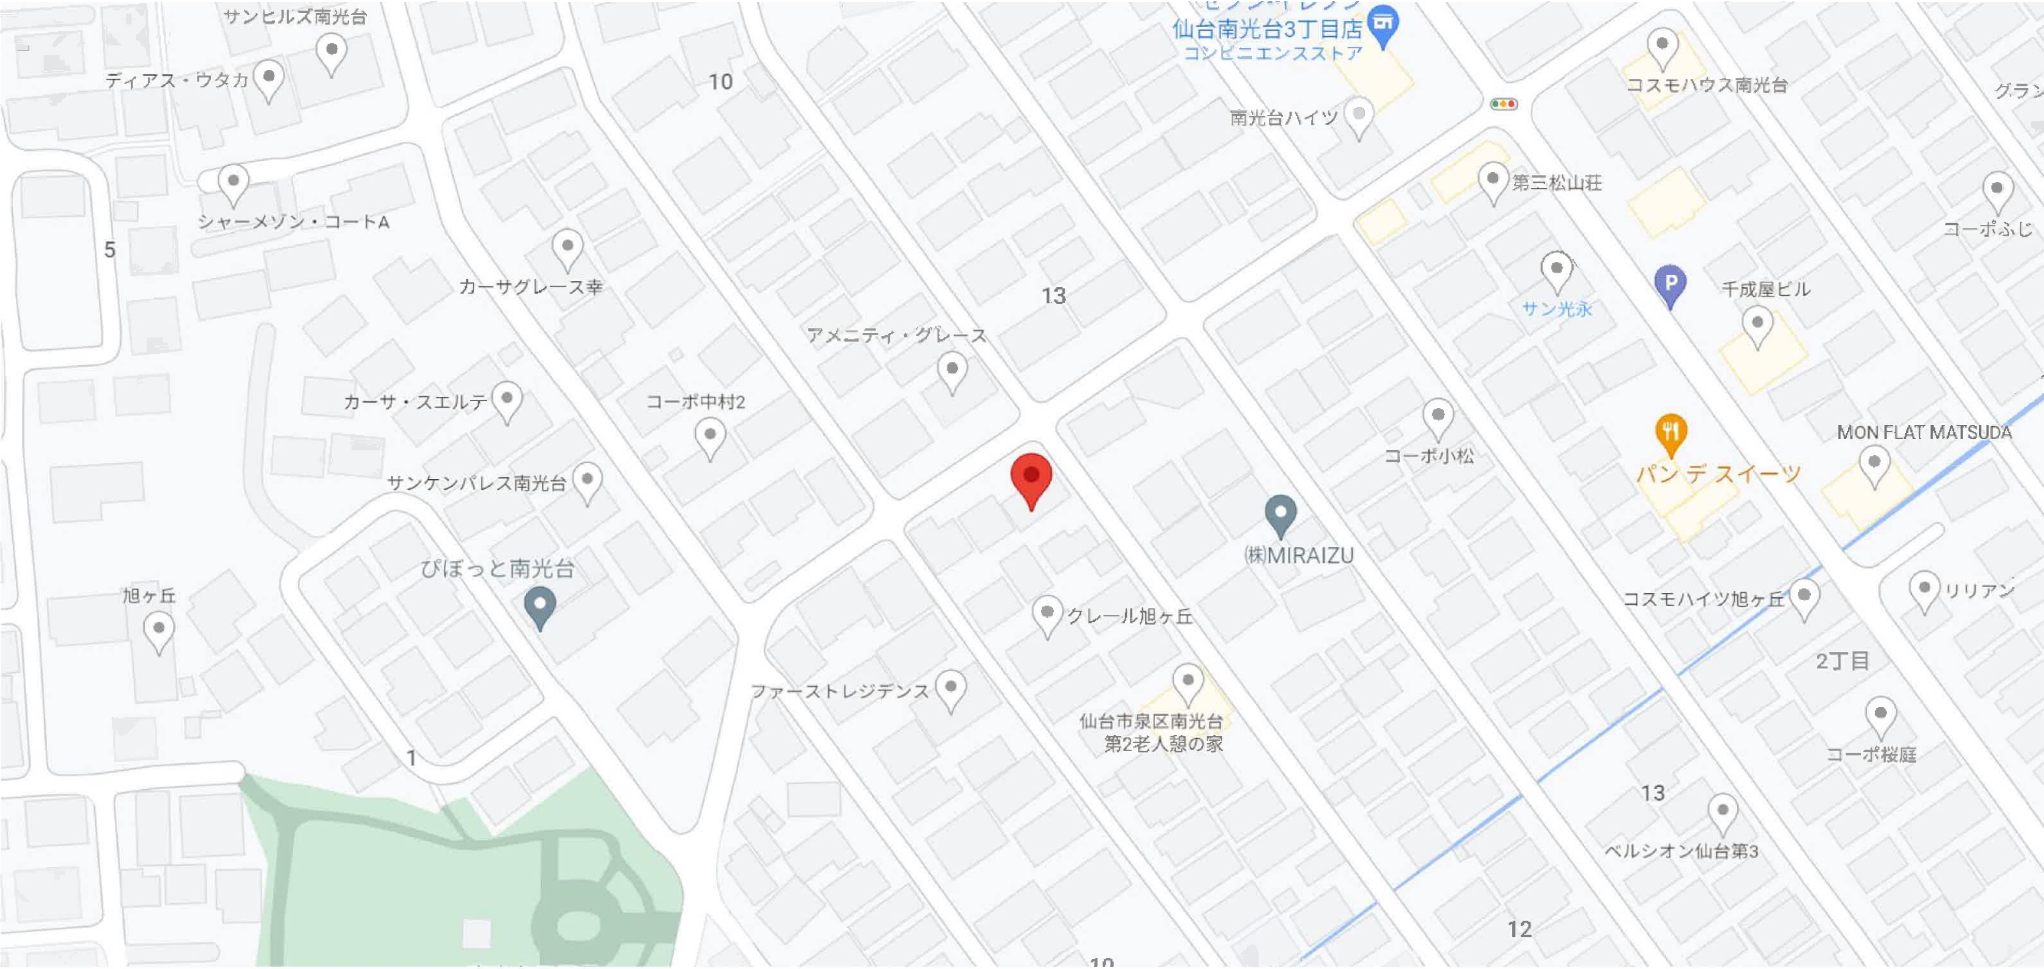 サンヒルズ南光台
セブン-イレブン
仙台南光台3丁目店
コンビニエンスストア
ディアス・ウタカ
10
コスモハウス南光台
グラン
南光台ハイツ
第三松山荘
シャーメゾン・コートA
コーポふじ
5
カーサグレース幸
13
サン光永
P
千成屋ビル
アメニティ・グレース
カーサ・スエルテ
コーポ中村2
MON FLAT MATSUDA
コーポ小松
パン デ スイーツ
サンケンパレス南光台
㈱MIRAIZU
ぴぼっと南光台
旭ヶ丘
コスモハイツ旭ヶ丘
リリアン
クレール旭ヶ丘
2丁目
ファーストレジデンス
仙台市泉区南光台
第2老人憩の家
1
コーポ桜庭
13
ベルシオン仙台第3
12
10